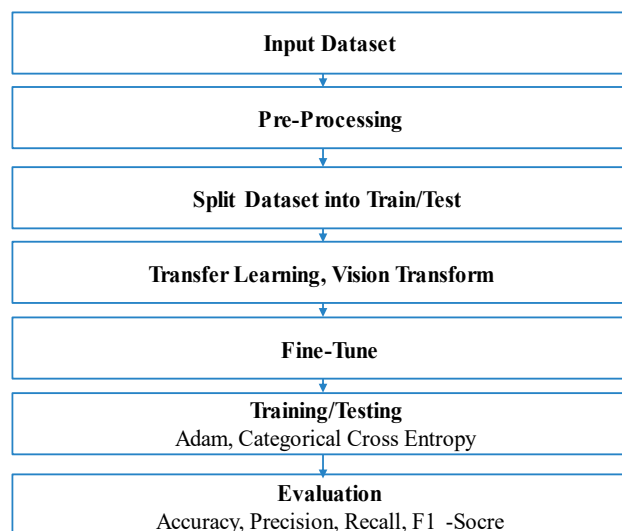 Input Dataset
Pre-Processing
Split Dataset into Train/Test
Transfer Learning, Vision Transform
Fine-Tune
Training/Testing
Adam, Categorical Cross Entropy
Evaluation
Accuracy, Precision, Recall, F1 -Socre